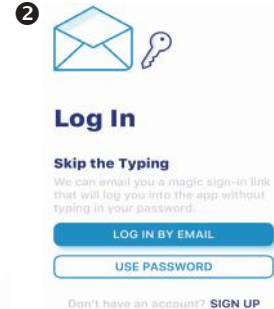 2
Log In
Skip the Typing
We can email you a magic sign-in link
that will log you into the app without
typing in your password.
LOG IN BY EMAIL
USE PASSWORD
Don't have an account? SIGN UP